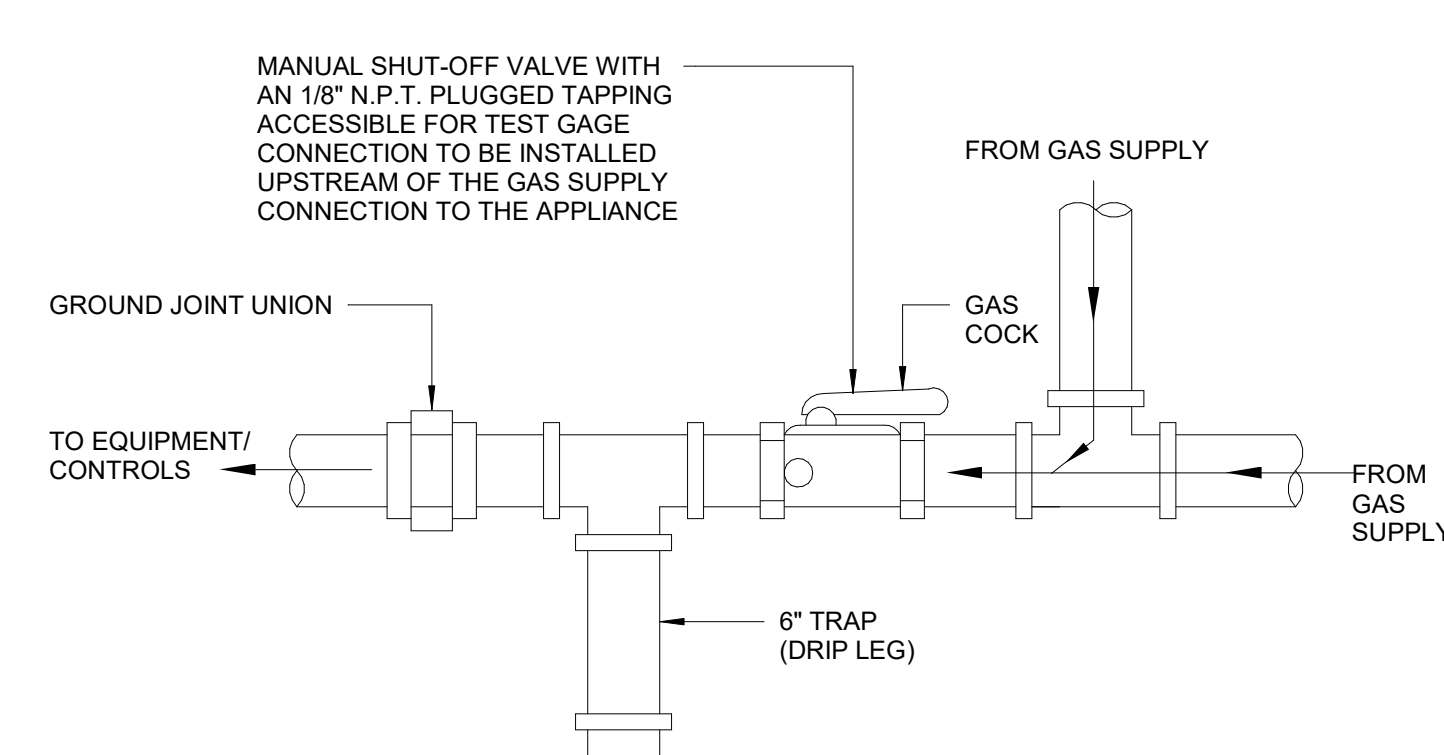 MANUAL SHUT-OFF VALVE WITH
AN 1/8" N.P.T. PLUGGED TAPPING
ACCESSIBLE FOR TEST GAGE
CONNECTION TO BE INSTALLED
UPSTREAM OF THE GAS SUPPLY
CONNECTION TO THE APPLIANCE
FROM GAS SUPPLY
GROUND JOINT UNION
GAS
COCK
TO EQUIPMENT/
CONTROLS
FROM
GAS
SUPPLY
6" TRAP
(DRIP LEG)